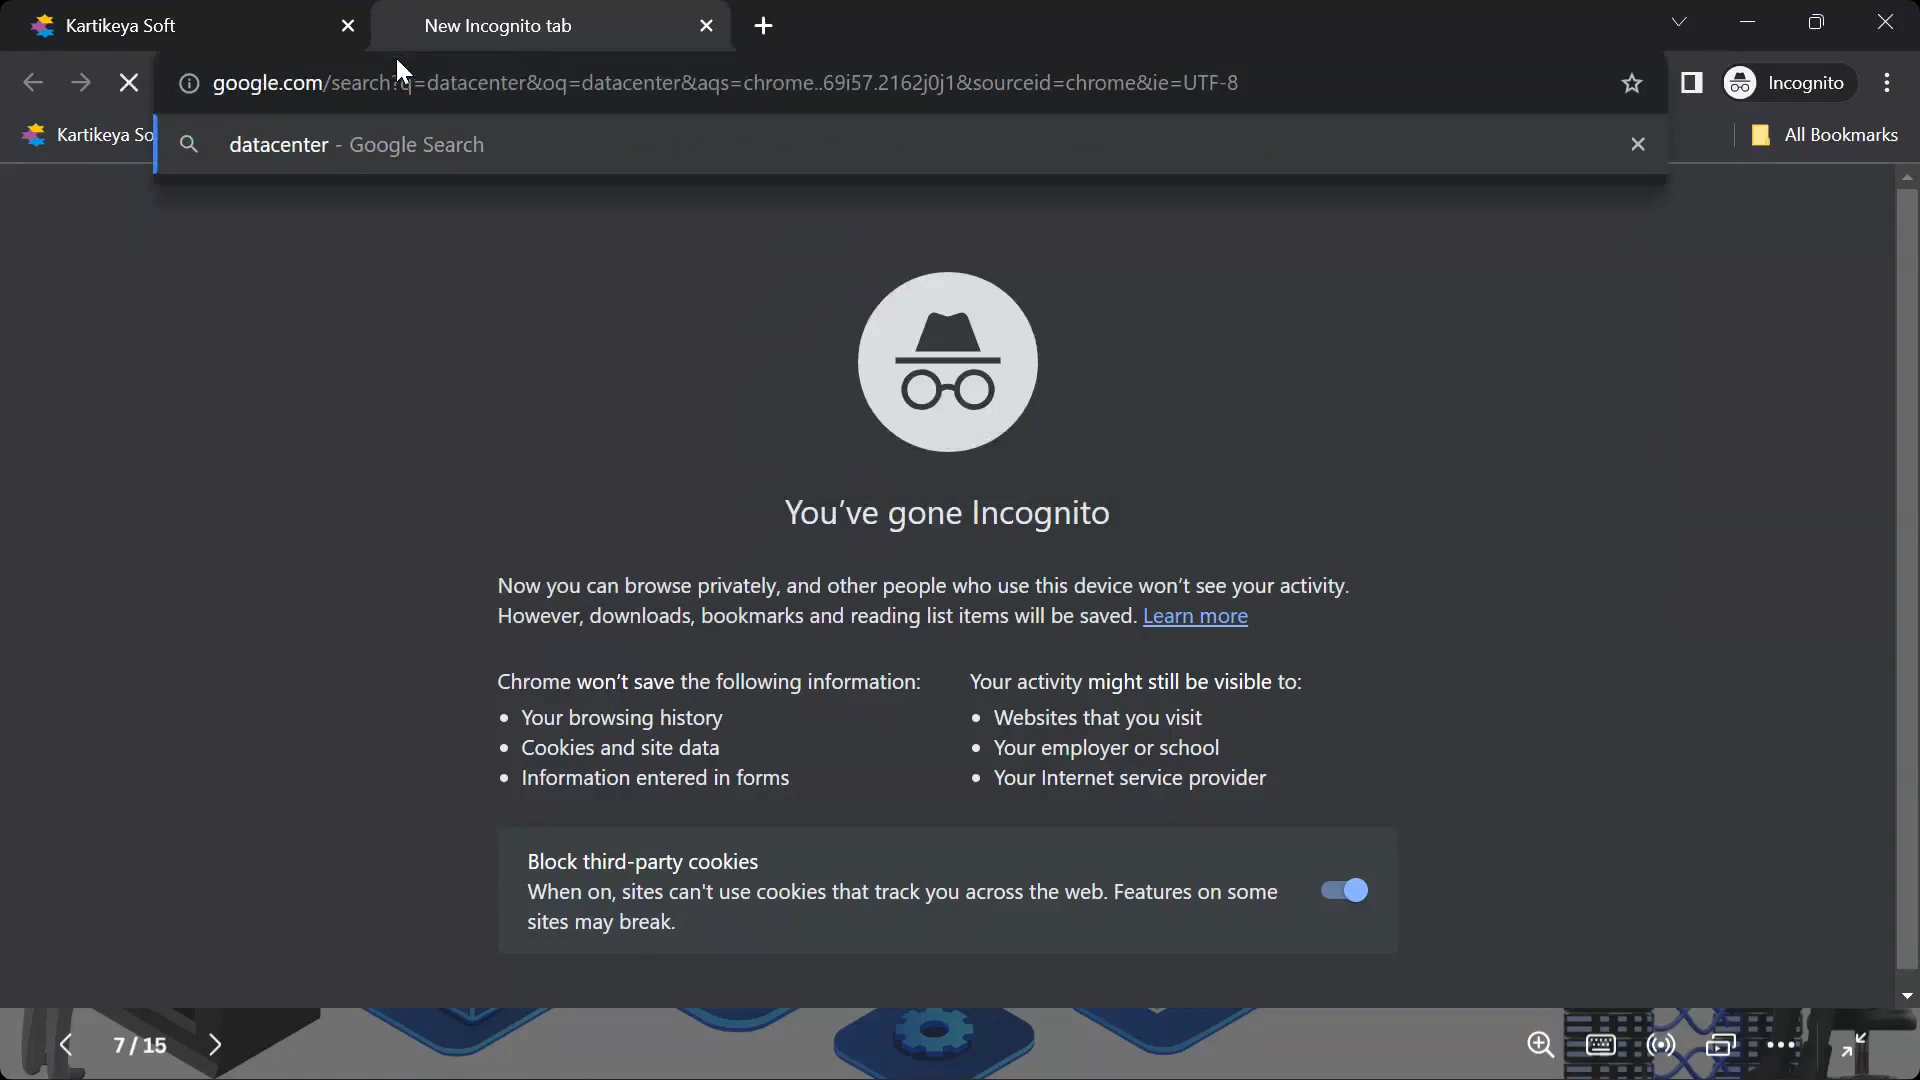 Kartikeya Soft
New Incognito tab
google.com/search?q=datacenter&oq=datacenter&aqs=chrome..69i57.2162j0j1&sourceid=chrome&ie=UTF-8
Incognito
Kartikeya So
datacenter - Google Search
All Bookmarks
You've gone Incognito
Now you can browse privately, and other people who use this device won't see your activity.
However, downloads, bookmarks and reading list items will be saved. Learn more
Chrome won't save the following information:
Your browsing history
Cookies and site data
Information entered in forms
Your activity might still be visible to:
Websites that you visit
Your employer or school
Your Internet service provider
Block third-party cookies
When on, sites can't use cookies that track you across the web. Features on some
sites may break.
7 / 15